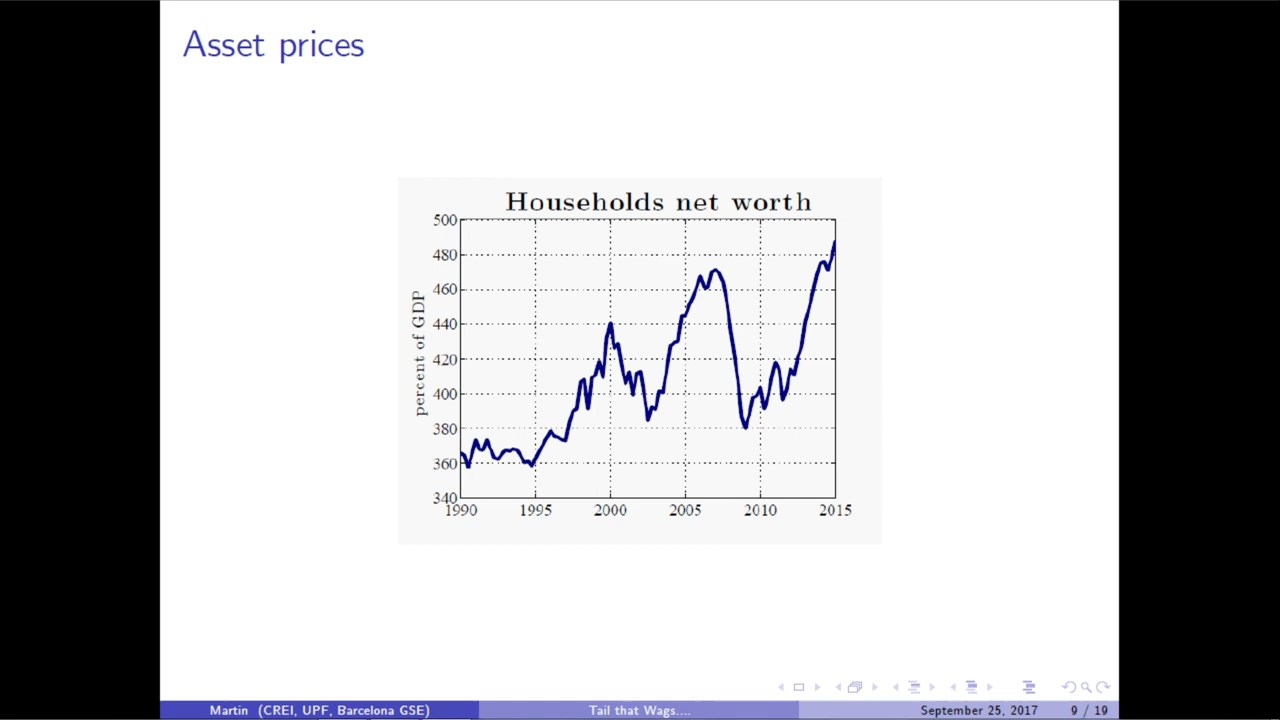 Asset prices
Households net worth
percent of GDP
500
480
460
440
420
400
380
360
340
1990 1995 2000 2005 2010 2015
Martin (CREI, UPF, Barcelona GSE) Tail that Wags.... September 25, 2017 9 / 19